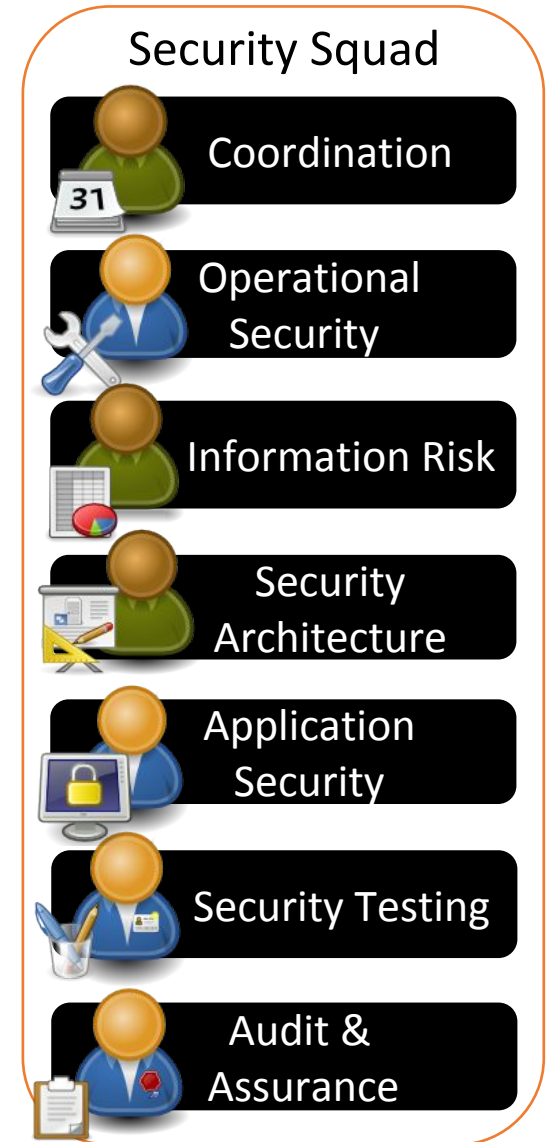 Security Squad
Coordination
31
Operational
Security
Information Risk
Security
Architecture
Application
Security
Security Testing
Audit &
Assurance